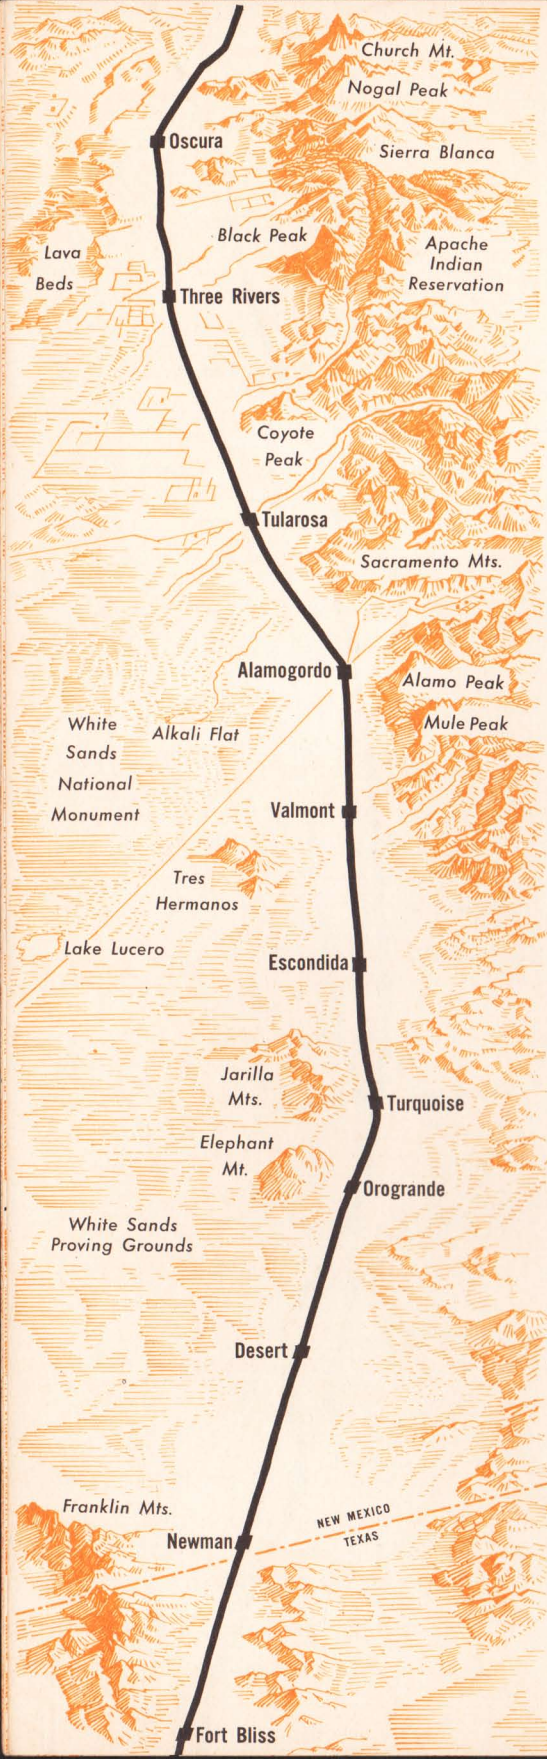 Church Mt.
Nogal Peak
Oscura
Sierra Blanca
Black Peak
Apache
Indian
Reservation
Lava
Beds
Three Rivers
Coyote
Peak
Tularosa
Sacramento Mts.
Alamogordo
Alamo Peak
White
Sands
National
Monument
Alkali Flat
Mule Peak
Valmont
Tres
Hermanos
Lake Lucero
Escondida
Jarilla
Mts.
Turquoise
Elephant
Mt.
Orogrande
White Sands
Proving Grounds
Desert
Franklin Mts.
NEW MEXICO
TEXAS
Newman
Fort Bliss